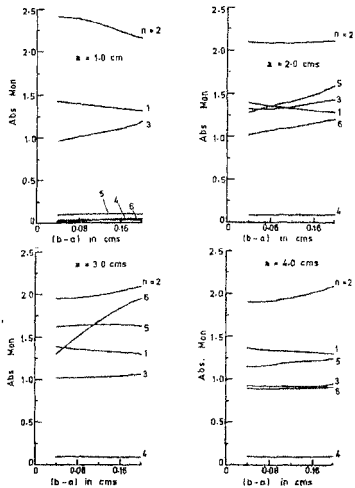 2.5
2.0
1.5
1.0
0.5
0
Abs Mon
n = 2
a = 1.0 cm
1
3
5 4 6
0 0.08 0.16
(b-a) in cms
2.5
2.0
1.5
1.0
0.5
0
Abs Mon
n = 2
a = 2.0 cms
5
3
1
6
4
0 0.08 0.16
(b-a) in cms
2.5
2.0
1.5
1.0
0.5
0
Abs Mon
a = 3.0 cms
n = 2
6
5
1
3
4
0 0.08 0.16
(b-a) in cms
2.5
2.0
1.5
1.0
0.5
0
Abs. Mon
a = 4.0 cms
n = 2
1
5
3
6
4
0 0.08 0.16
(b-a) in cms